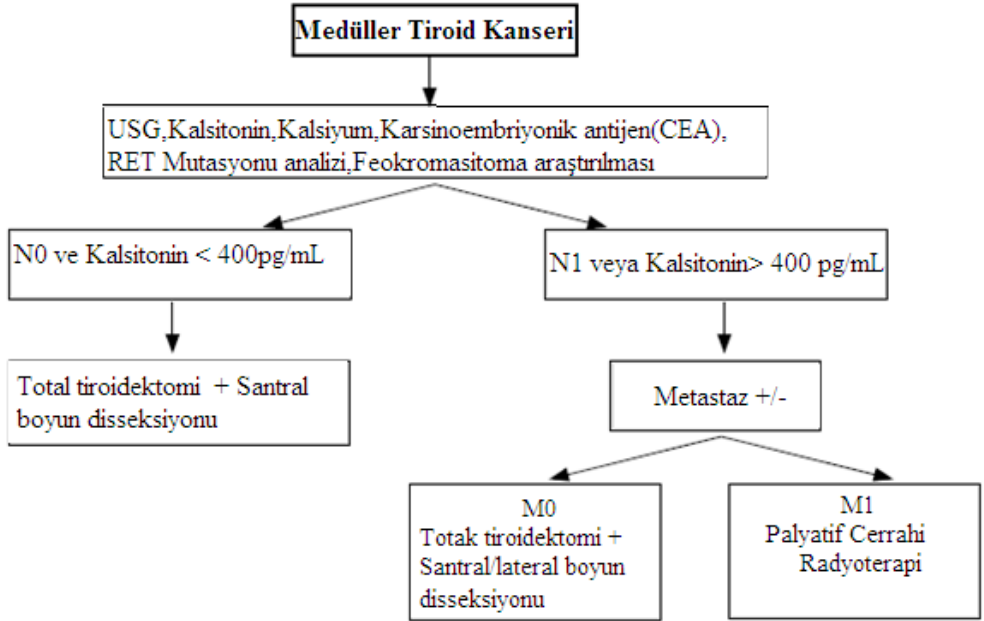 Medüller Tiroid Kanseri
USG,Kalsitonin,Kalsiyum,Karsinoembriyonik antijen(CEA),
RET Mutasyonu analizi,Feokromasitoma araştırılması
N0 ve Kalsitonin < 400pg/mL
N1 veya Kalsitonin> 400 pg/mL
Total tiroidektomi + Santral
boyun disseksiyonu
Metastaz +/-
M0
Totak tiroidektomi +
Santral/lateral boyun
disseksiyonu
M1
Palyatif Cerrahi
Radyoterapi